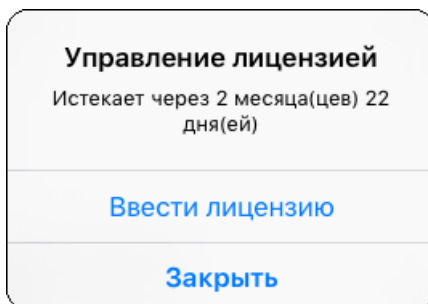 Управление лицензией
Истекает через 2 месяца(цев) 22
дня(ей)
Ввести лицензию
Закрыть